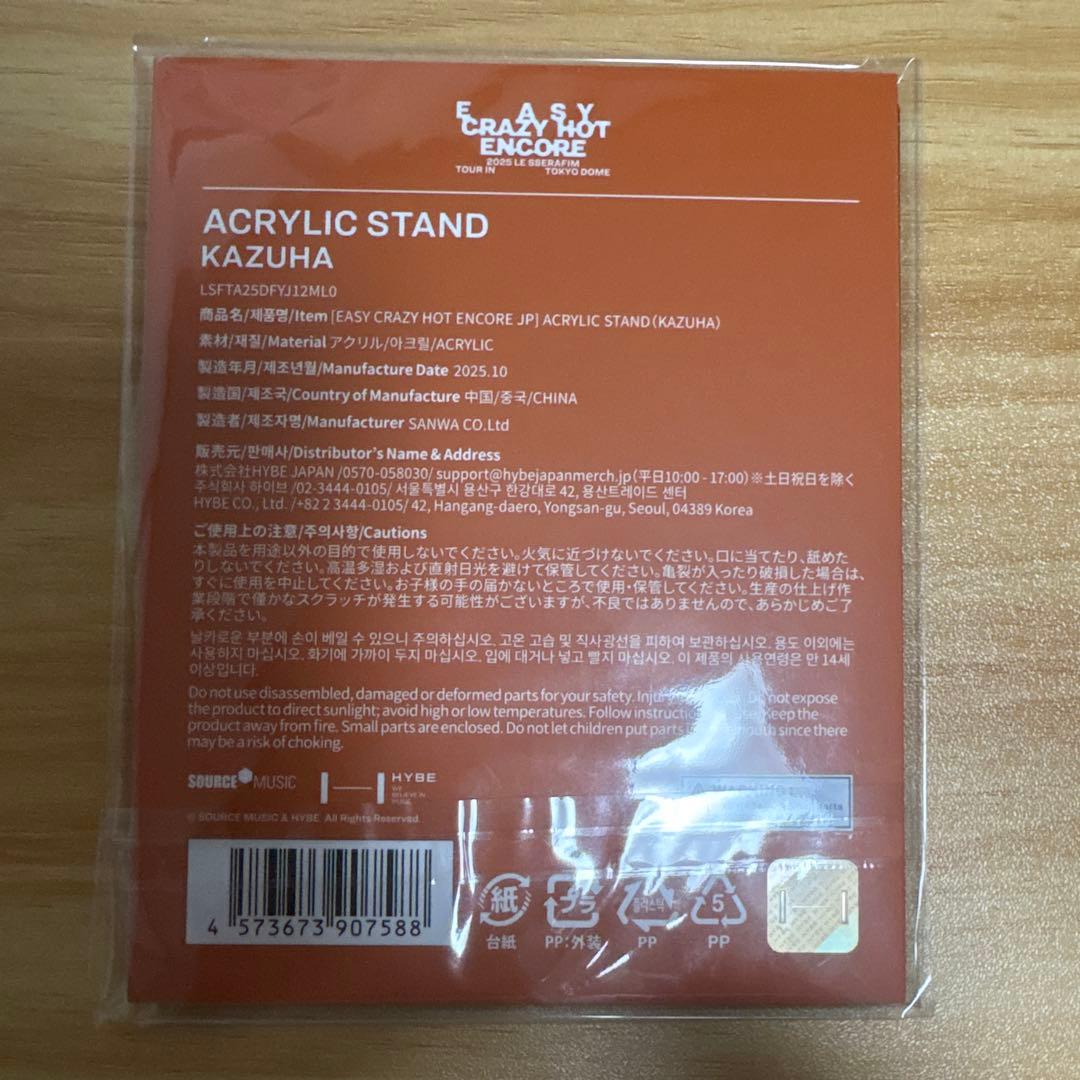 E ASY
CRAZY HOT
ENCORE
2025 LE SSERAFIM
TOUR IN TOKYO DOME
ACRYLIC STAND
KAZUHA
LSFTA25DFYJ12ML0
商品名/제품명/Item [EASY CRAZY HOT ENCORE JP] ACRYLIC STAND(KAZUHA)
素材/재질/Material アクリル/아크릴/ACRYLIC
製造年月/제조년월/Manufacture Date 2025.10
製造国/제조국/Country of Manufacture 中国/중국/CHINA
製造者/제조자명/Manufacturer SANWA CO.Ltd
販売元/판매사/Distributor's Name & Address
株式会社HYBE JAPAN /0570-058030/ support@hybejapanmerch.jp(平日10:00 - 17:00)※土日祝日を除く
주식회사 하이브 /02-3444-0105/ 서울특별시 용산구 한강대로 42, 용산트레이드 센터
HYBE CO., Ltd. /+82 2 3444-0105/ 42, Hangang-daero, Yongsan-gu, Seoul, 04389 Korea
ご使用上の注意/주의사항/Cautions
本製品を用途以外の目的で使用しないでください。火気に近づけないでください。口に当てたり、舐めた
りしないでください。高温多湿および直射日光を避けて保管してください。亀裂が入ったり破損した場合は、
すぐに使用を中止してください。お子様の手の届かないところで使用・保管してください。生産の仕上げ作
業段階で僅かなスクラッチが発生する可能性がございますが、不良ではありませんので、あらかじめご了
承ください。
날카로운 부분에 손이 베일 수 있으니 주의하십시오. 고온 고습 및 직사광선을 피하여 보관하십시오. 용도 이외에는
사용하지 마십시오. 화기에 가까이 두지 마십시오. 입에 대거나 넣고 빨지 마십시오. 이 제품의 사용연령은 만 14세
이상입니다.
Do not use disassembled, damaged or deformed parts for your safety. Do not expose
the product to direct sunlight; avoid high or low temperatures. Follow Keep the
product away from fire. Small parts are enclosed. Do not let children put parts mouth since there
may be a risk of choking.
SOURCE MUSIC HYBE
WE
BELIEVE IN
MUSIC
© SOURCE MUSIC & HYBE. All Rights Reserved.
WARNING
4 573673 907588
紙 プラ 플라스틱 5
台紙 PP:外装 PP PP